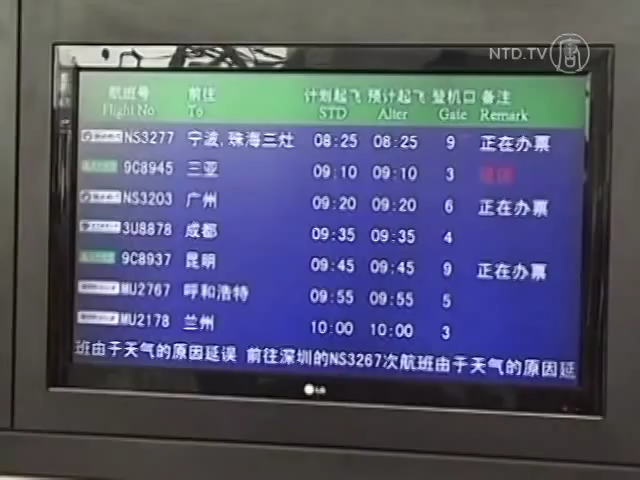 NTD.TV
航班号 前往 计划起飞 预计起飞 登机口 备注
Flight No To STD Alter Gate Remark
NS3277 宁波,珠海三灶 08:25 08:25 9 正在办票
9C8945 三亚 09:10 09:10 3
NS3203 广州 09:20 09:20 6 正在办票
3U8878 成都 09:35 09:35 4
9C8937 昆明 09:45 09:45 9 正在办票
MU2767 呼和浩特 09:55 09:55 5
MU2178 兰州 10:00 10:00 3
班由于天气的原因延误 前往深圳的NS3267次航班由于天气的原因延
LG